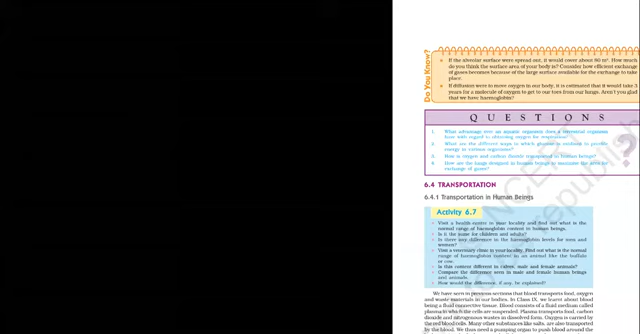 Do You Know?
If the alveolar surface were spread out, it would cover about 80 m². How much
do you think the surface area of your body is? Consider how efficient exchange
of gases becomes because of the large surface available for the exchange to take
place.
If diffusion were to move oxygen in our body, it is estimated that it would take 3
years for a molecule of oxygen to get to our toes from our lungs. Aren't you glad
that we have haemoglobin?
QUESTIONS
1. What advantage over an aquatic organism does a terrestrial organism
have with regard to obtaining oxygen for respiration?
2. What are the different ways in which glucose is oxidised to provide
energy in various organisms?
3. How is oxygen and carbon dioxide transported in human beings?
4. How are the lungs designed in human beings to maximise the area for
exchange of gases?
?
6.4 TRANSPORTATION
6.4.1 Transportation in Human Beings
Activity 6.7
Visit a health centre in your locality and find out what is the
normal range of haemoglobin content in human beings.
Is it the same for children and adults?
Is there any difference in the haemoglobin levels for men and
women?
Visit a veterinary clinic in your locality. Find out what is the normal
range of haemoglobin content in an animal like the buffalo
or cow.
Is this content different in calves, male and female animals?
Compare the difference seen in male and female human beings
and animals.
How would the difference, if any, be explained?
We have seen in previous sections that blood transports food, oxygen
and waste materials in our bodies. In Class IX, we learnt about blood
being a fluid connective tissue. Blood consists of a fluid medium called
plasma in which the cells are suspended. Plasma transports food, carbon
dioxide and nitrogenous wastes in dissolved form. Oxygen is carried by
the red blood cells. Many other substances like salts, are also transported
by the blood. We thus need a pumping organ to push blood around the
NCERT
republish